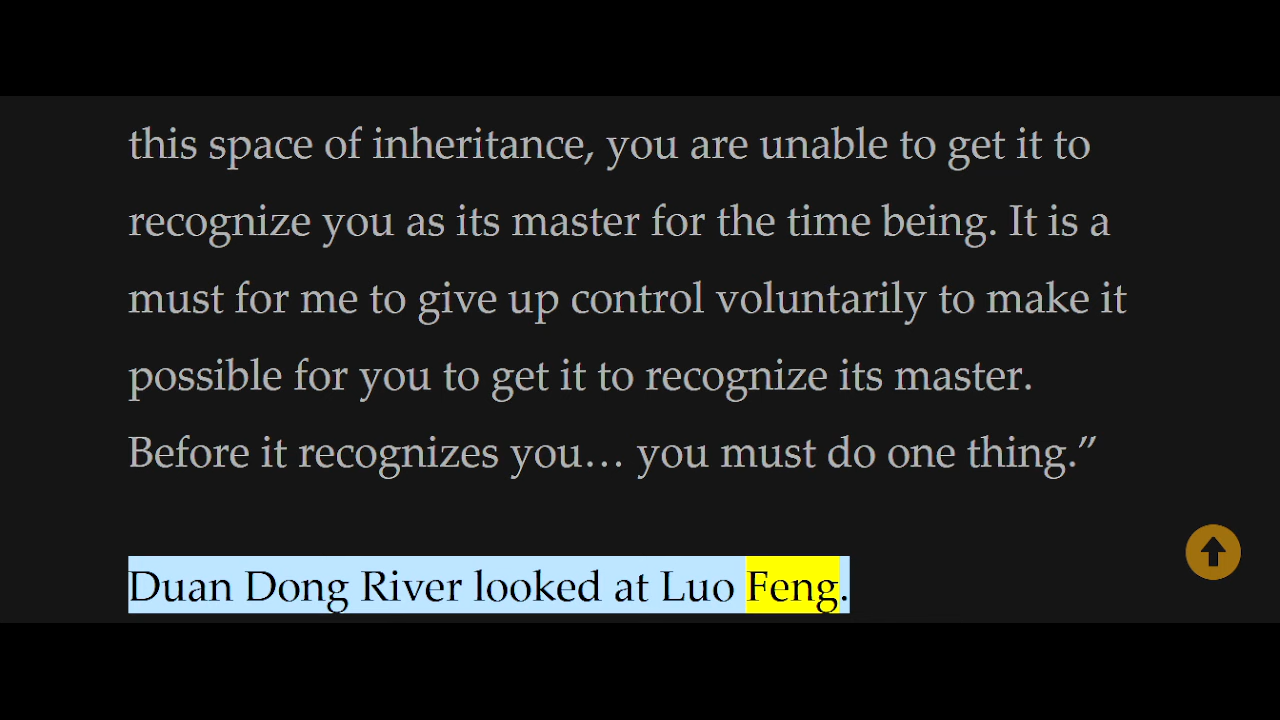 this space of inheritance, you are unable to get it to
recognize you as its master for the time being. It is a
must for me to give up control voluntarily to make it
possible for you to get it to recognize its master.
Before it recognizes you… you must do one thing.”
Duan Dong River looked at Luo Feng.